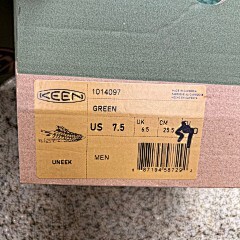 KEEN
1014097
GREEN
US 7.5
UK 6.5
CM 25.5
UNEEK
MEN